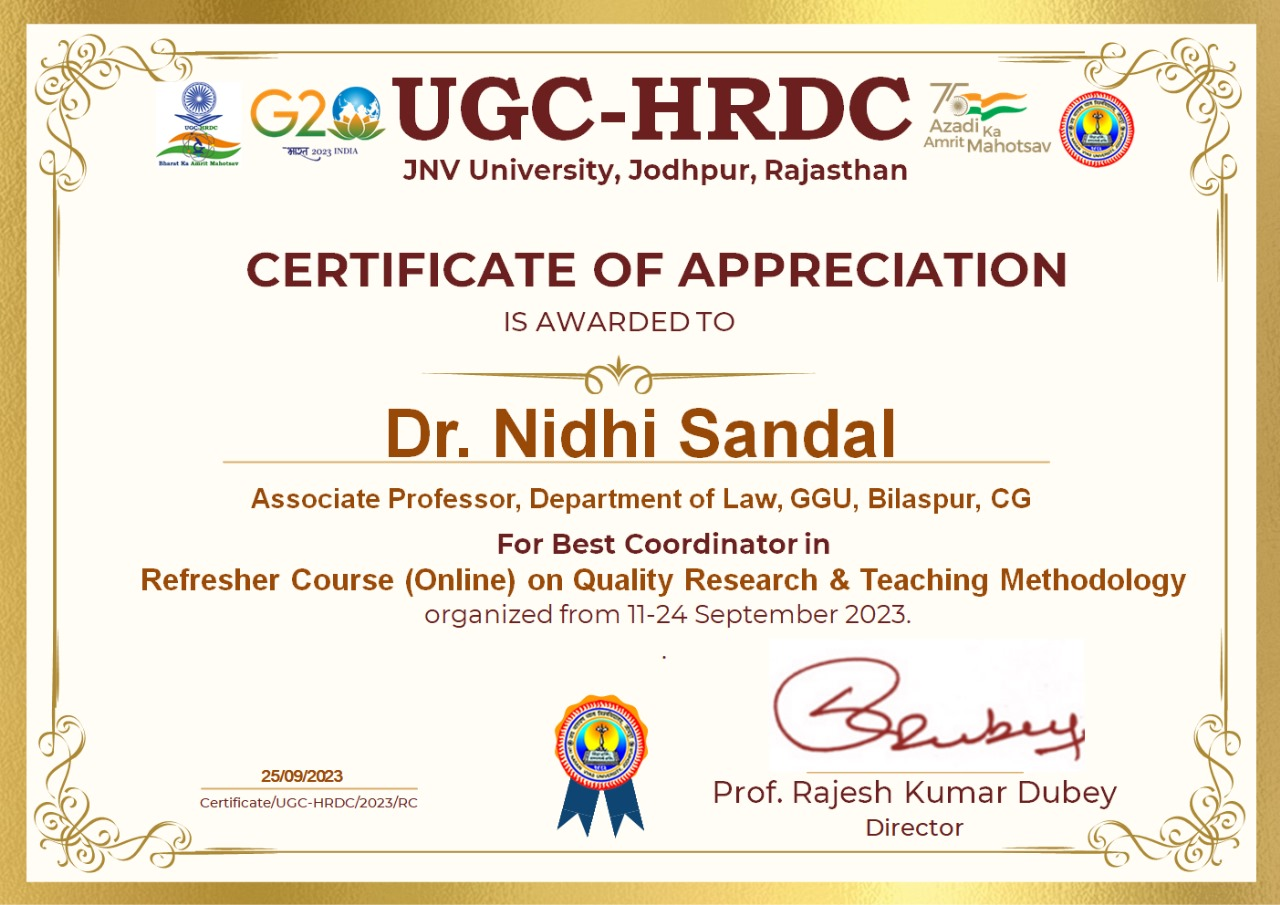 UGC-HRDC
Bharat Ka Amrit Mahotsav
G20
भारत 2023 INDIA
UGC-HRDC
JNV University, Jodhpur, Rajasthan
75
Azadi Ka
Amrit Mahotsav
CERTIFICATE OF APPRECIATION
IS AWARDED TO
Dr. Nidhi Sandal
Associate Professor, Department of Law, GGU, Bilaspur, CG
For Best Coordinator in
Refresher Course (Online) on Quality Research & Teaching Methodology
organized from 11-24 September 2023.
.
25/09/2023
Certificate/UGC-HRDC/2023/RC
Prof. Rajesh Kumar Dubey
Director